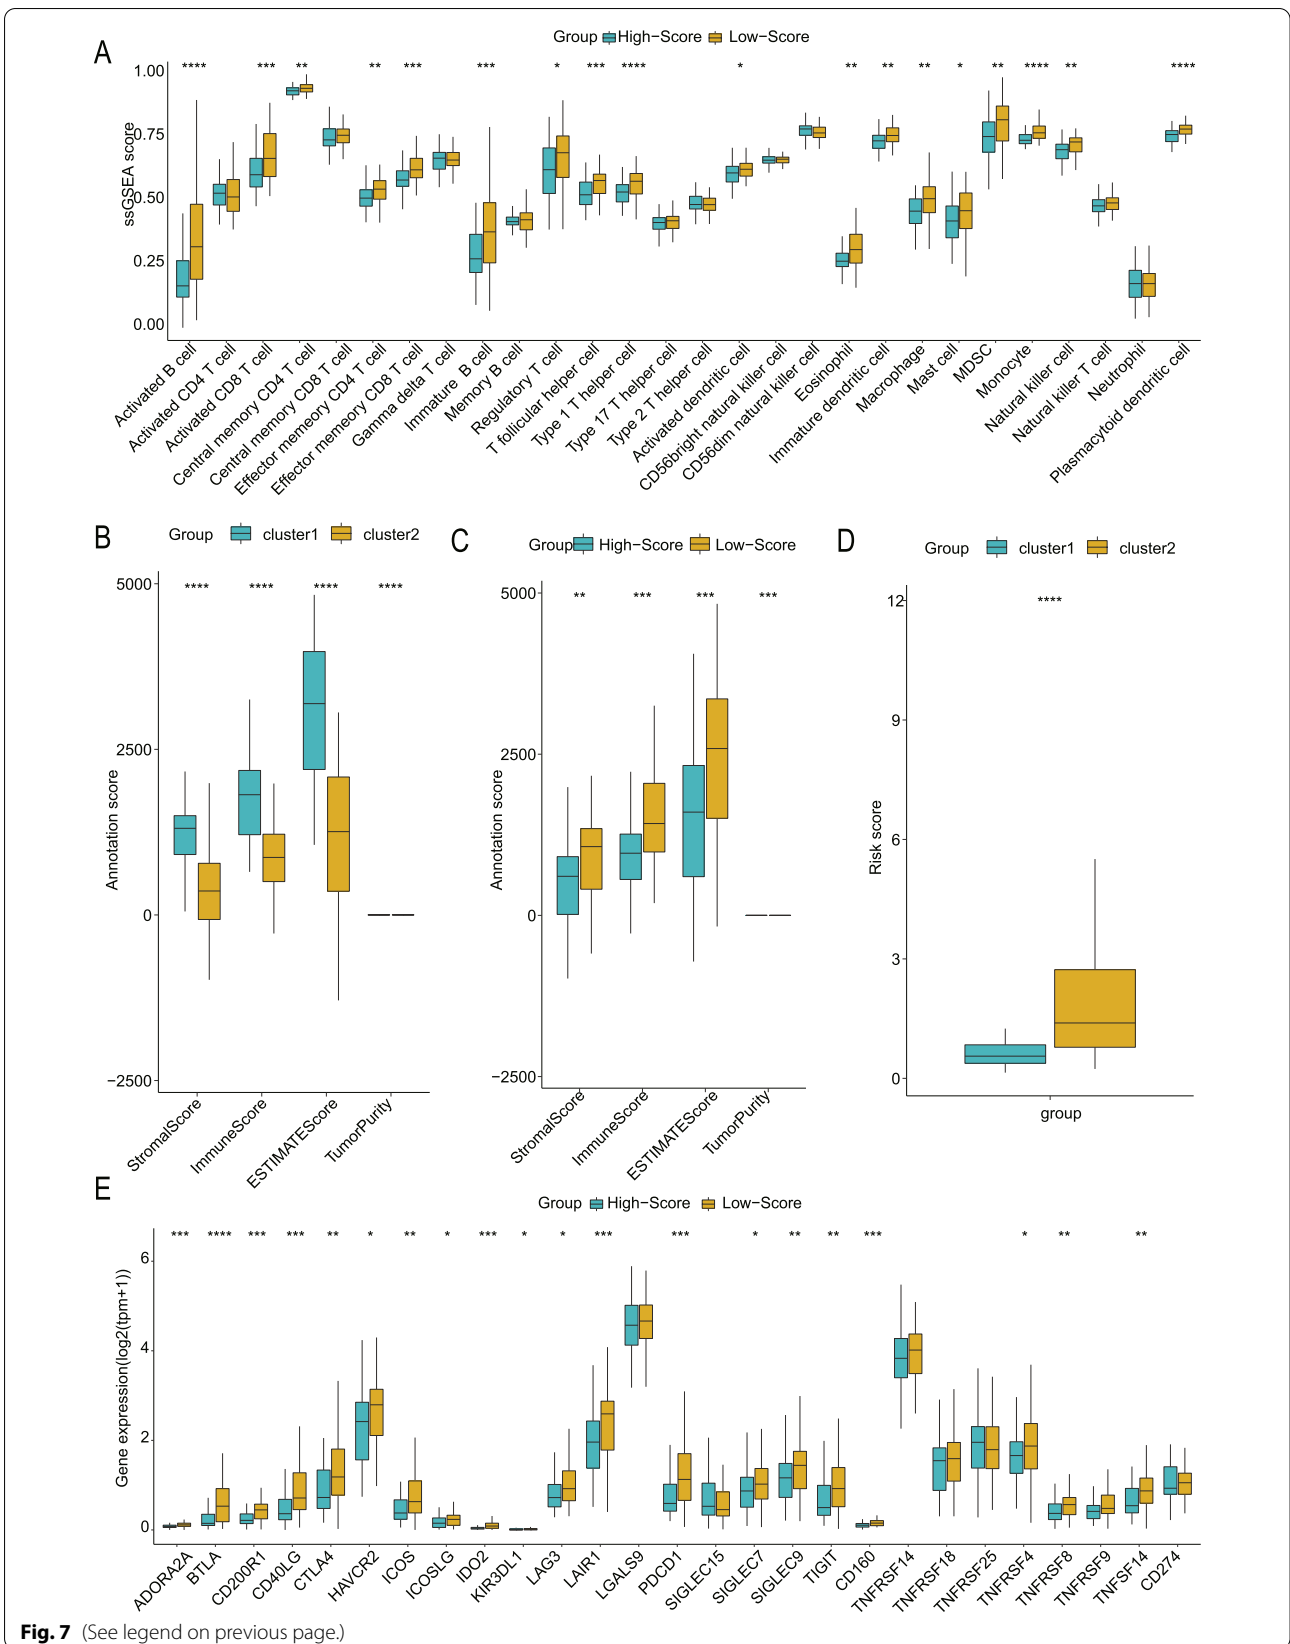 A
Group High−Score Low−Score
**** *** ** ** *** *** * *** **** * ** ** ** * ** **** ** ****
ssGSEA score
1.00
0.75
0.50
0.25
0.00
Activated B cell
Activated CD4 T cell
Activated CD8 T cell
Central memory CD4 T cell
Central memory CD8 T cell
Effector memeory CD4 T cell
Effector memeory CD8 T cell
Gamma delta T cell
Immature B cell
Memory B cell
Regulatory T cell
T follicular helper cell
Type 1 T helper cell
Type 17 T helper cell
Type 2 T helper cell
Activated dendritic cell
CD56bright natural killer cell
CD56dim natural killer cell
Eosinophil
Immature dendritic cell
Macrophage
Mast cell
MDSC
Monocyte
Natural killer cell
Natural killer T cell
Neutrophil
Plasmacytoid dendritic cell
B
Group cluster1 cluster2
**** **** **** ****
Annotation score
5000
2500
0
−2500
StromalScore
ImmuneScore
ESTIMATEScore
TumorPurity
C
Group High−Score Low−Score
** *** *** ***
Annotation score
5000
2500
0
−2500
StromalScore
ImmuneScore
ESTIMATEScore
TumorPurity
D
Group cluster1 cluster2
****
Risk score
12
9
6
3
0
group
E
Group High−Score Low−Score
*** **** *** *** ** * ** * *** * * *** *** * ** ** *** * ** **
Gene expression(log2(tpm+1))
6
4
2
0
ADORA2A
BTLA
CD200R1
CD40LG
CTLA4
HAVCR2
ICOS
ICOSLG
IDO2
KIR3DL1
LAG3
LAIR1
LGALS9
PDCD1
SIGLEC15
SIGLEC7
SIGLEC9
TIGIT
CD160
TNFRSF14
TNFRSF18
TNFRSF25
TNFRSF4
TNFRSF8
TNFRSF9
TNFSF14
CD274
Fig. 7 (See legend on previous page.)